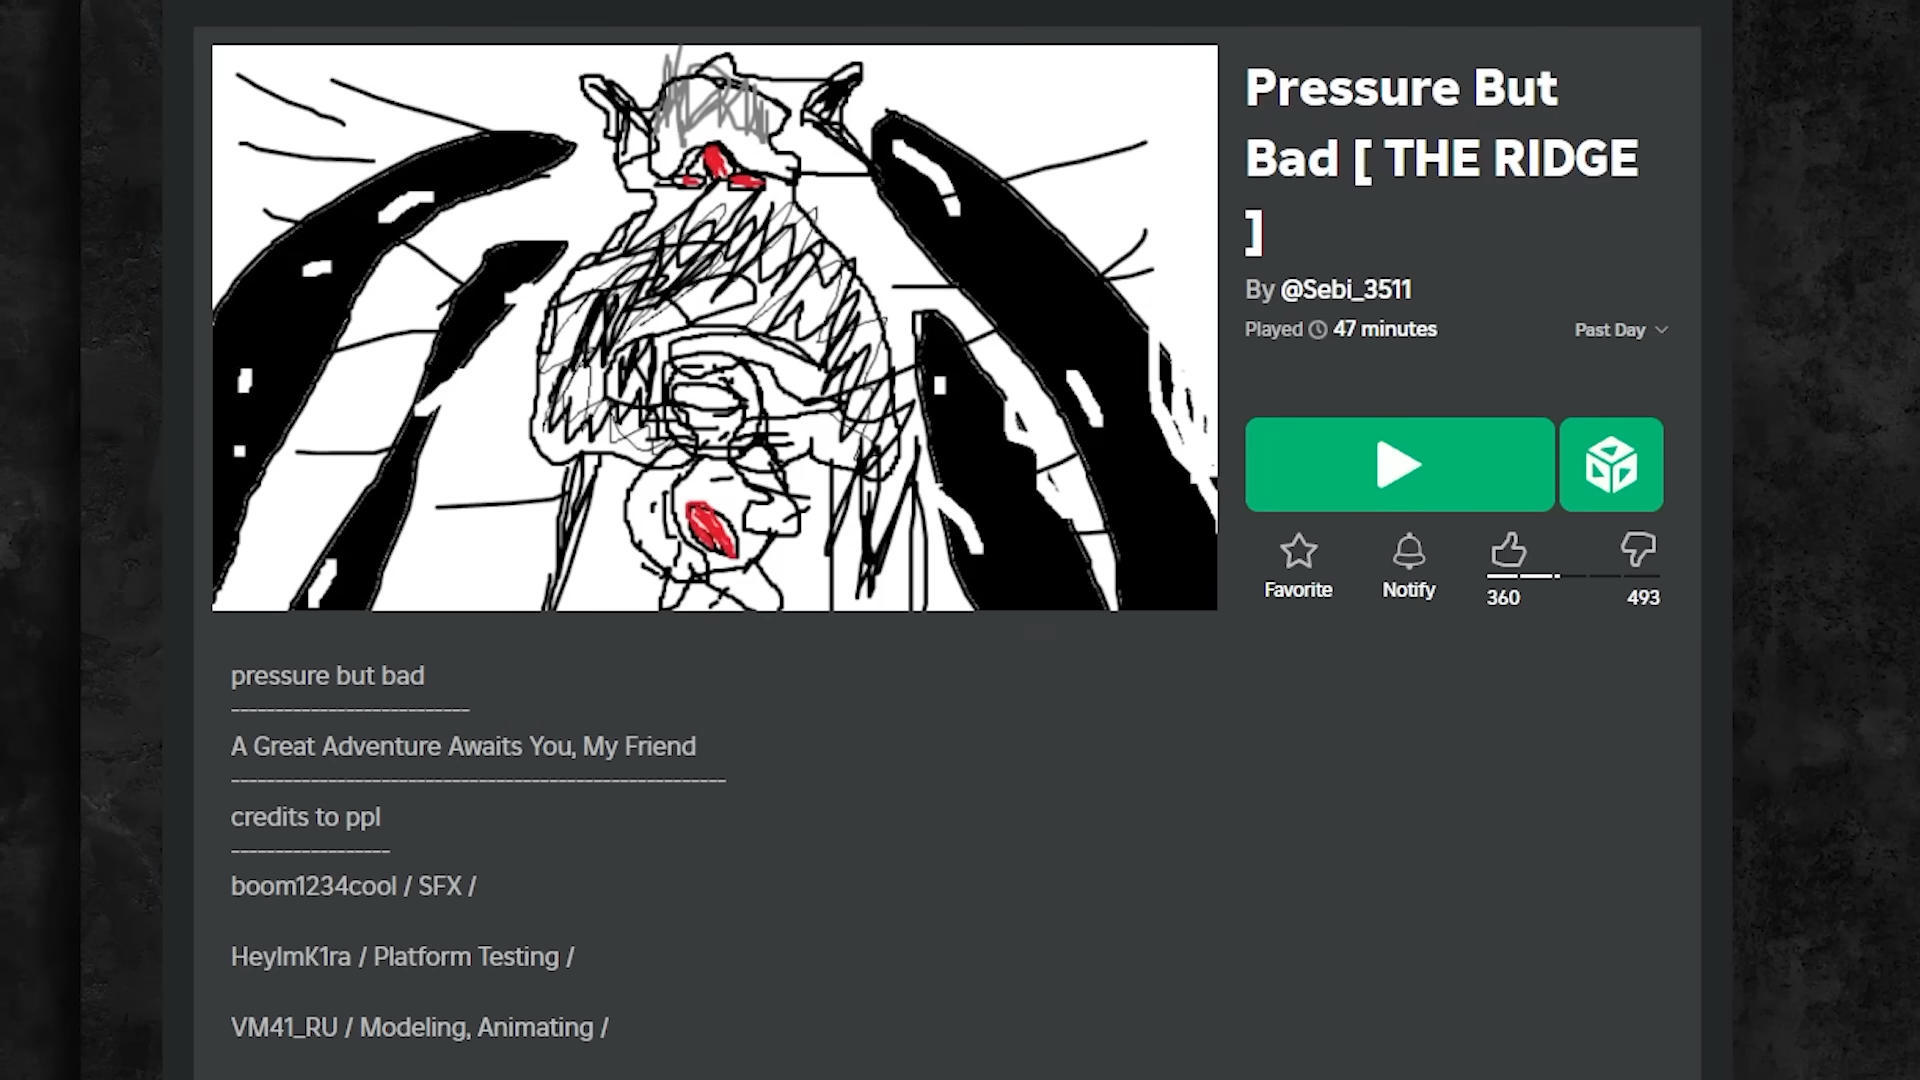 Pressure But
Bad [ THE RIDGE
]
By @Sebi_3511
Played 47 minutes
Past Day
Favorite
Notify
360
493
pressure but bad
---------------------------
A Great Adventure Awaits You, My Friend
--------------------------------------------------------
credits to ppl
------------------
boom1234cool / SFX /
HeyImK1ra / Platform Testing /
VM41_RU / Modeling, Animating /